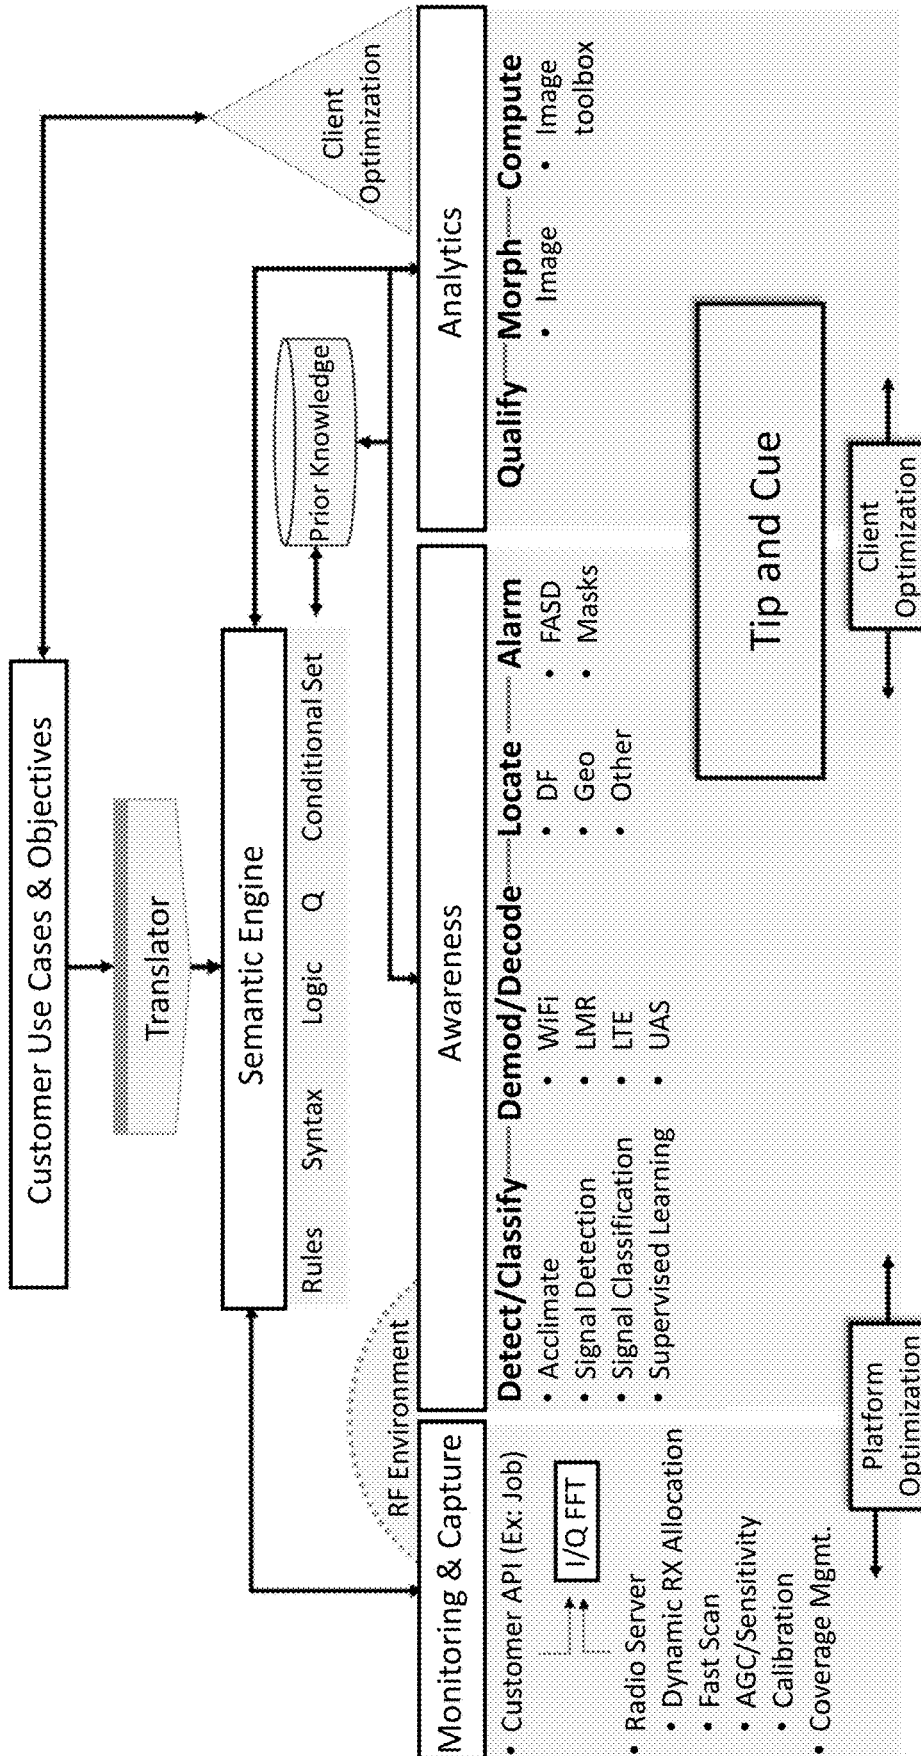 Customer Use Cases & Objectives
Translator
Semantic Engine
Rules Syntax Logic Q Conditional Set
Prior Knowledge
Client
Optimization
RF Environment
Monitoring & Capture
• Customer API (Ex: Job)
I/Q FFT
• Radio Server
• Dynamic RX Allocation
• Fast Scan
• AGC/Sensitivity
• Calibration
• Coverage Mgmt.
Awareness
Detect/Classify Demod/Decode Locate Alarm
• Acclimate
• Signal Detection
• Signal Classification
• Supervised Learning
• WiFi
• LMR
• LTE
• UAS
• DF
• Geo
• Other
• FASD
• Masks
Analytics
Qualify Morph Compute
• Image
• Image
toolbox
Tip and Cue
Platform
Optimization
Client
Optimization